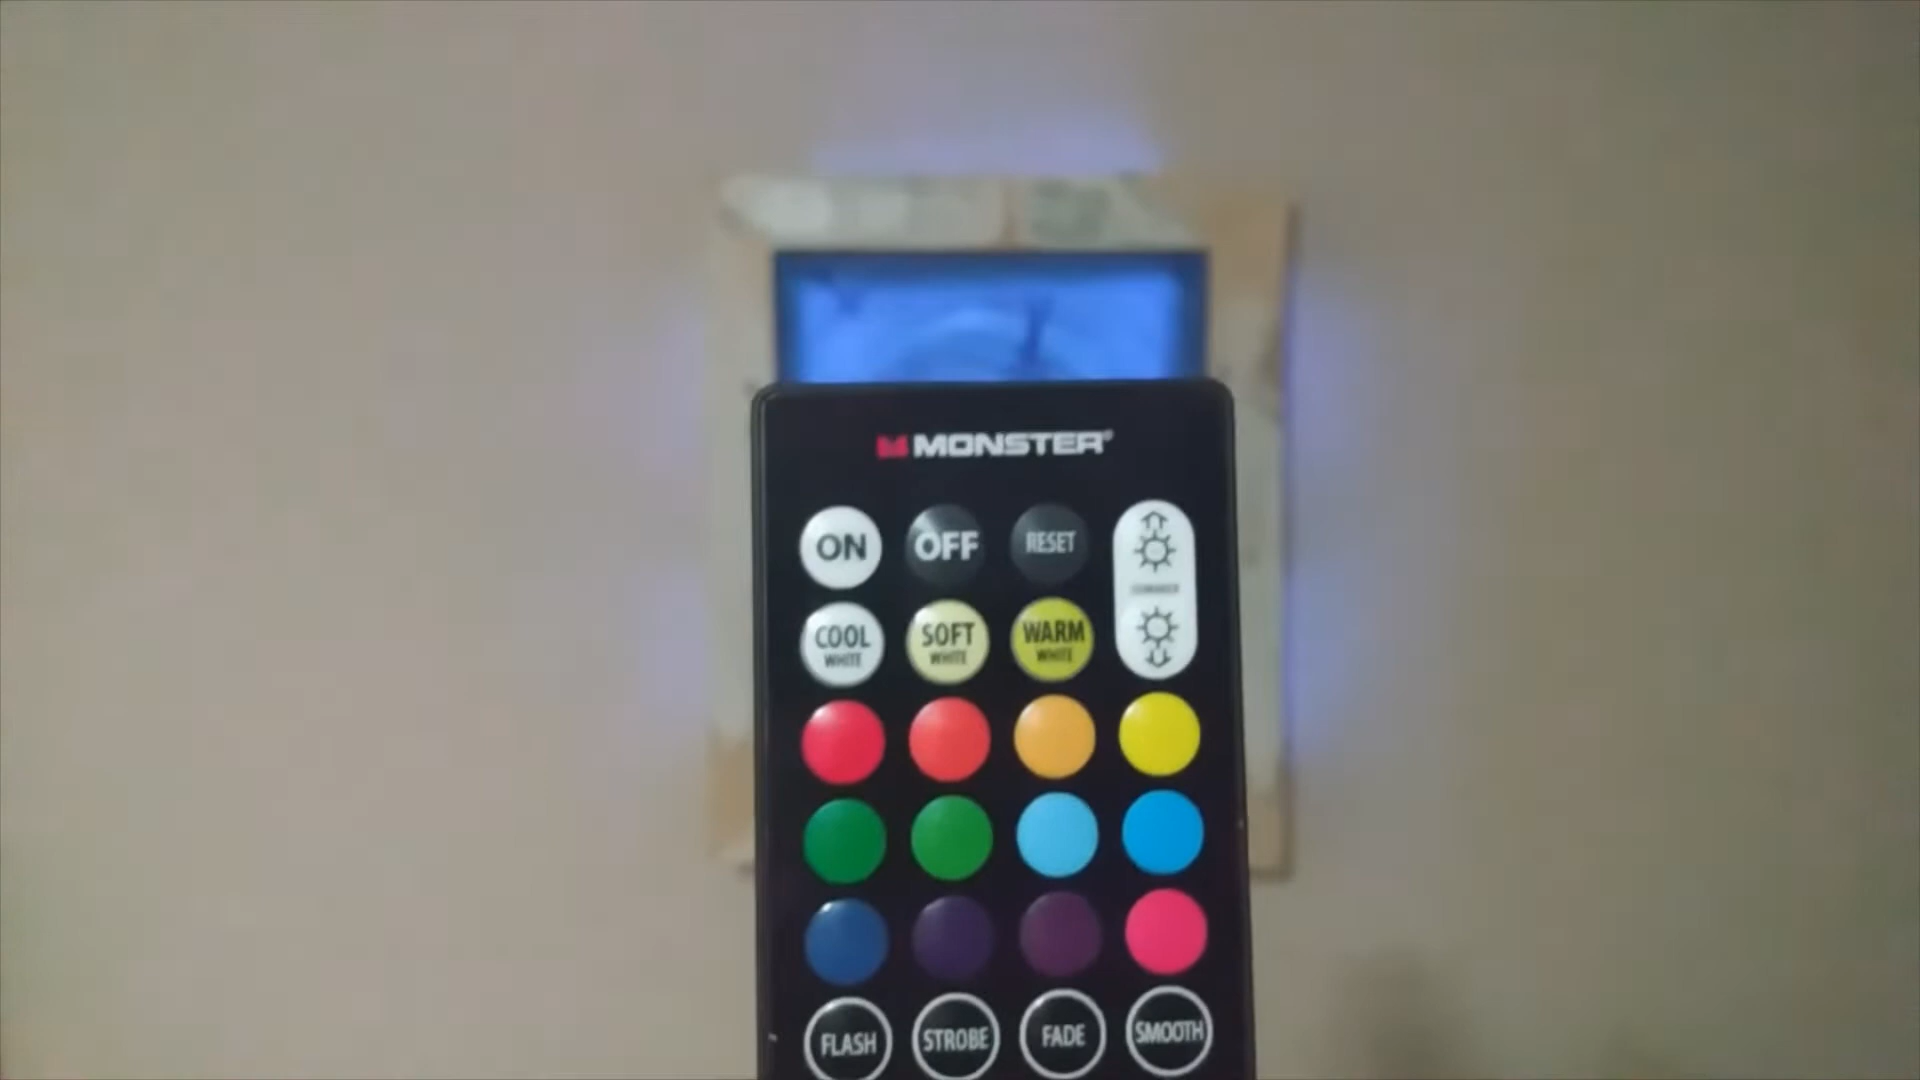 MONSTER®
ON OFF RESET
COOL WHITE
SOFT WHITE
WARM WHITE
FLASH STROBE FADE SMOOTH